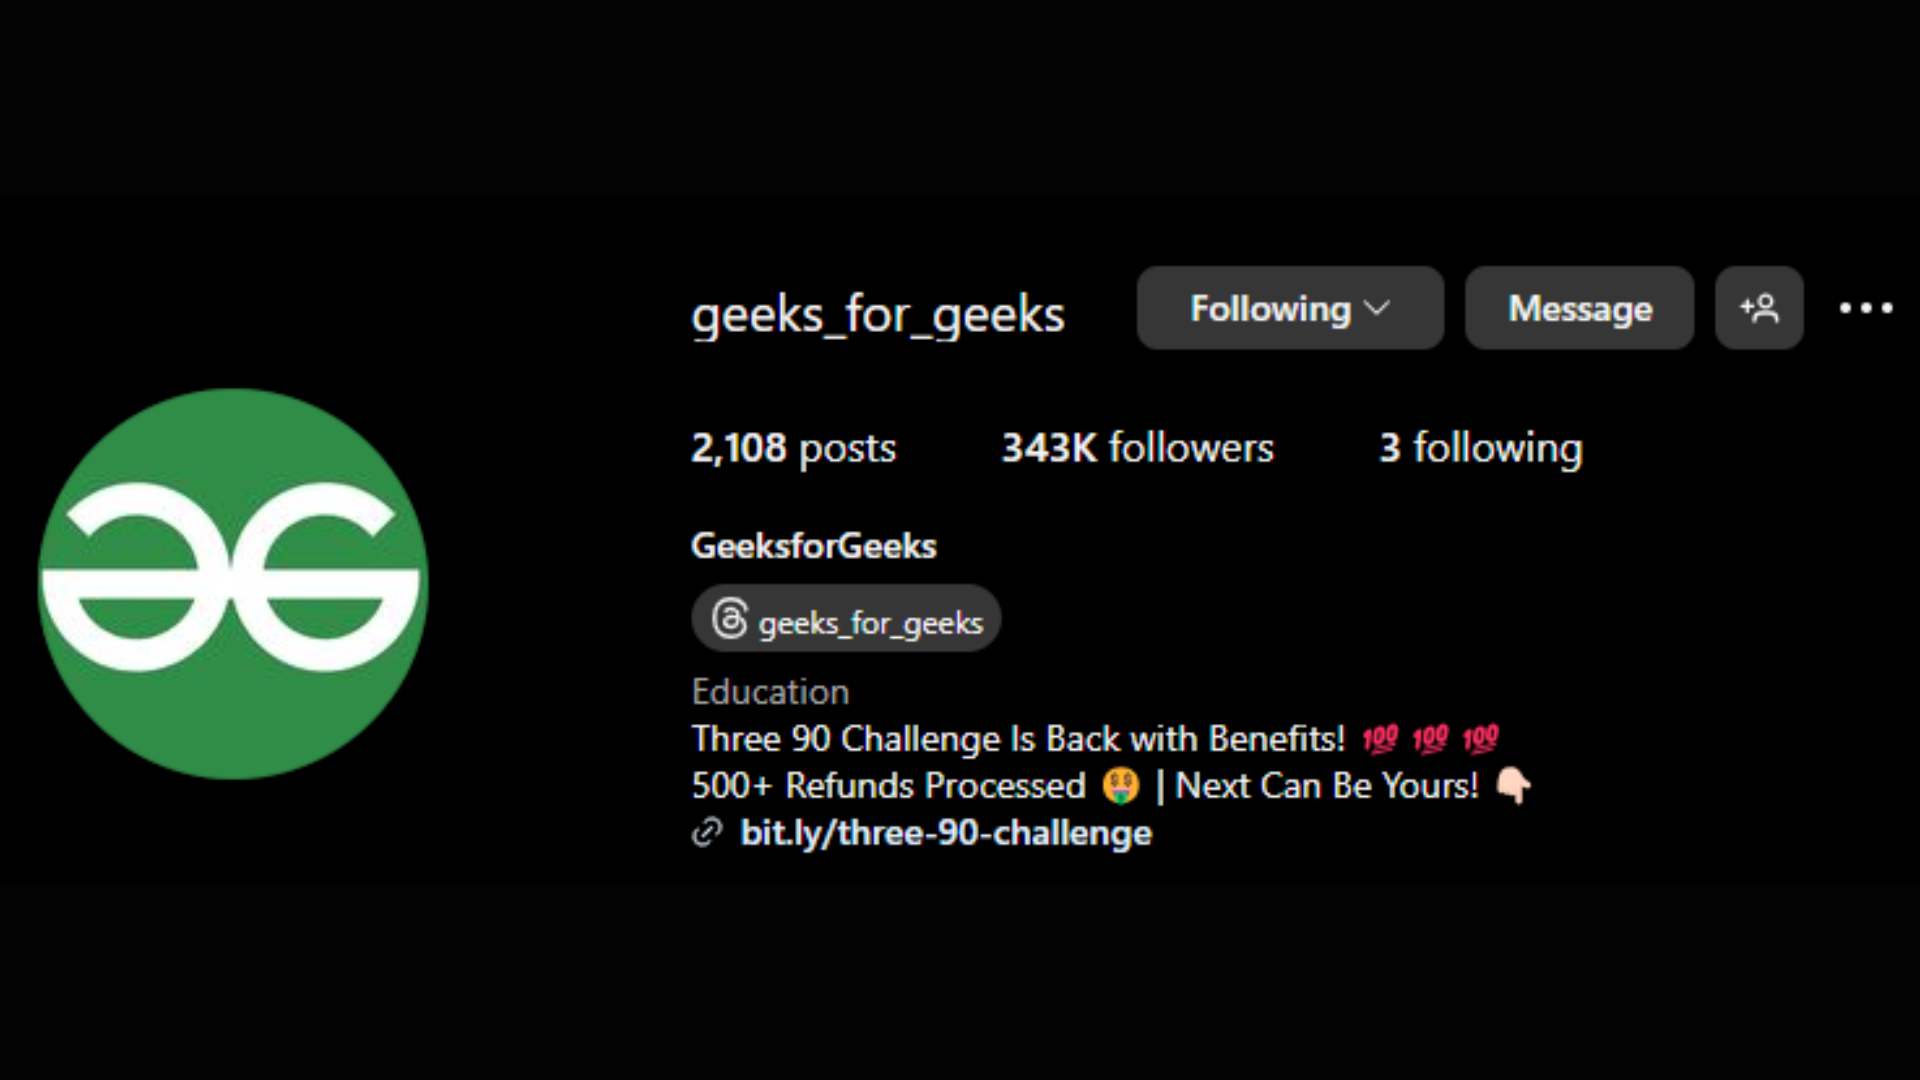 geeks_for_geeks Following Message
2,108 posts 343K followers 3 following
GeeksforGeeks
geeks_for_geeks
Education
Three 90 Challenge Is Back with Benefits! 💯 💯 💯
500+ Refunds Processed 🤑 | Next Can Be Yours! 👇🏻
bit.ly/three-90-challenge